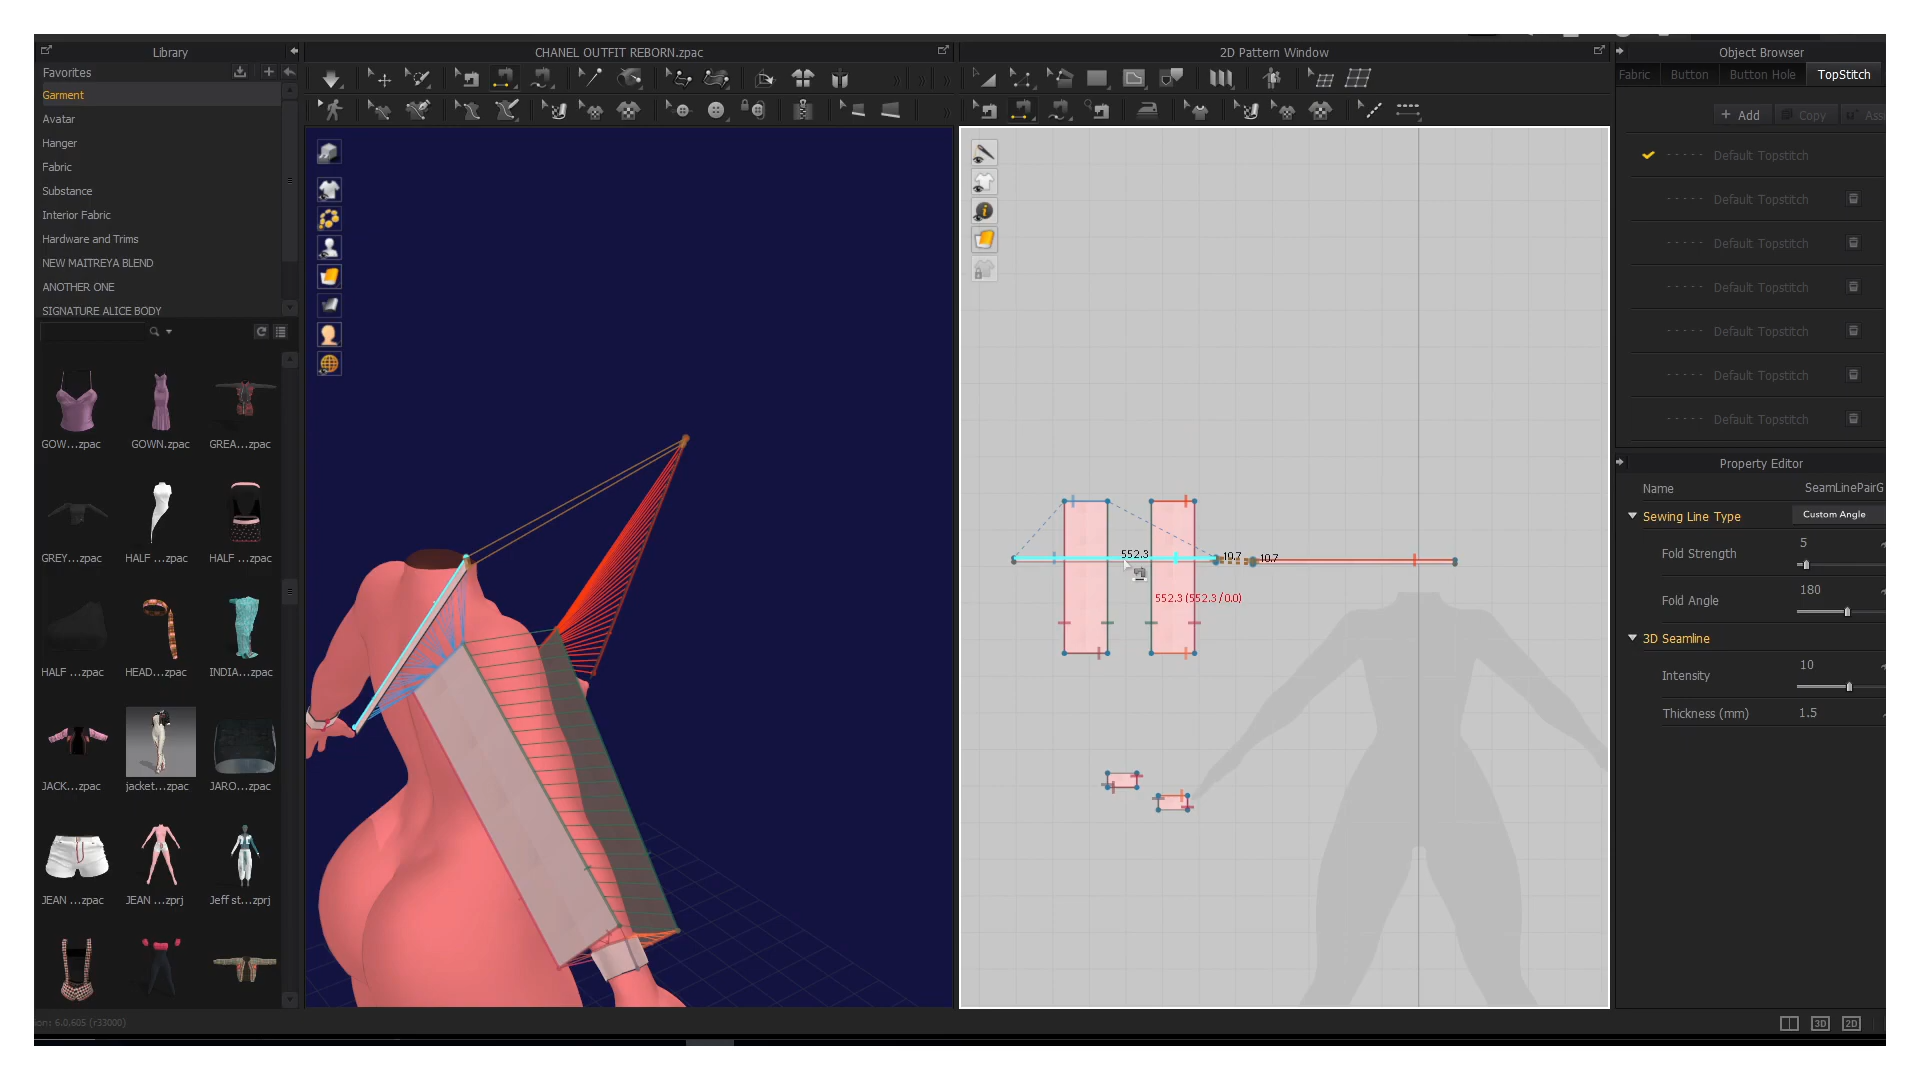 Library
CHANEL OUTFIT REBORN.zpac
2D Pattern Window
Object Browser
Favorites
Fabric
Button
Button Hole
TopStitch
Garment
Avatar
Hanger
Fabric
Substance
Interior Fabric
Hardware and Trims
NEW MAITREYA BLEND
ANOTHER ONE
SIGNATURE ALICE BODY
+ Add
Copy
Default Topstitch
Default Topstitch
Default Topstitch
Default Topstitch
Default Topstitch
Default Topstitch
Default Topstitch
GOW...zpac
GOWN.zpac
GREA...zpac
GREY...zpac
HALF ...zpac
HALF ...zpac
HALF ...zpac
HEAD...zpac
INDIA...zpac
JACK...zpac
jacket...zpac
JARO...zpac
JEAN ...zpac
JEAN ...zprj
Jeff st...zprj
552.3
10.7
10.7
552.3 (552.3/0.0)
Property Editor
Name
SeamLinePairG
Sewing Line Type
Custom Angle
Fold Strength
5
Fold Angle
180
3D Seamline
Intensity
10
Thickness (mm)
1.5
on: 6.0.605 (r33000)
3D
2D